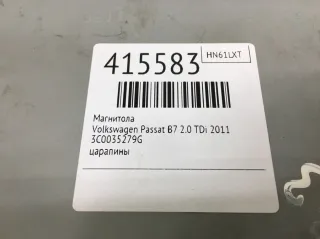 415583
HN61LXT
Магнитола
Volkswagen Passat B7 2.0 TDi 2011
3C0035279G
царапины